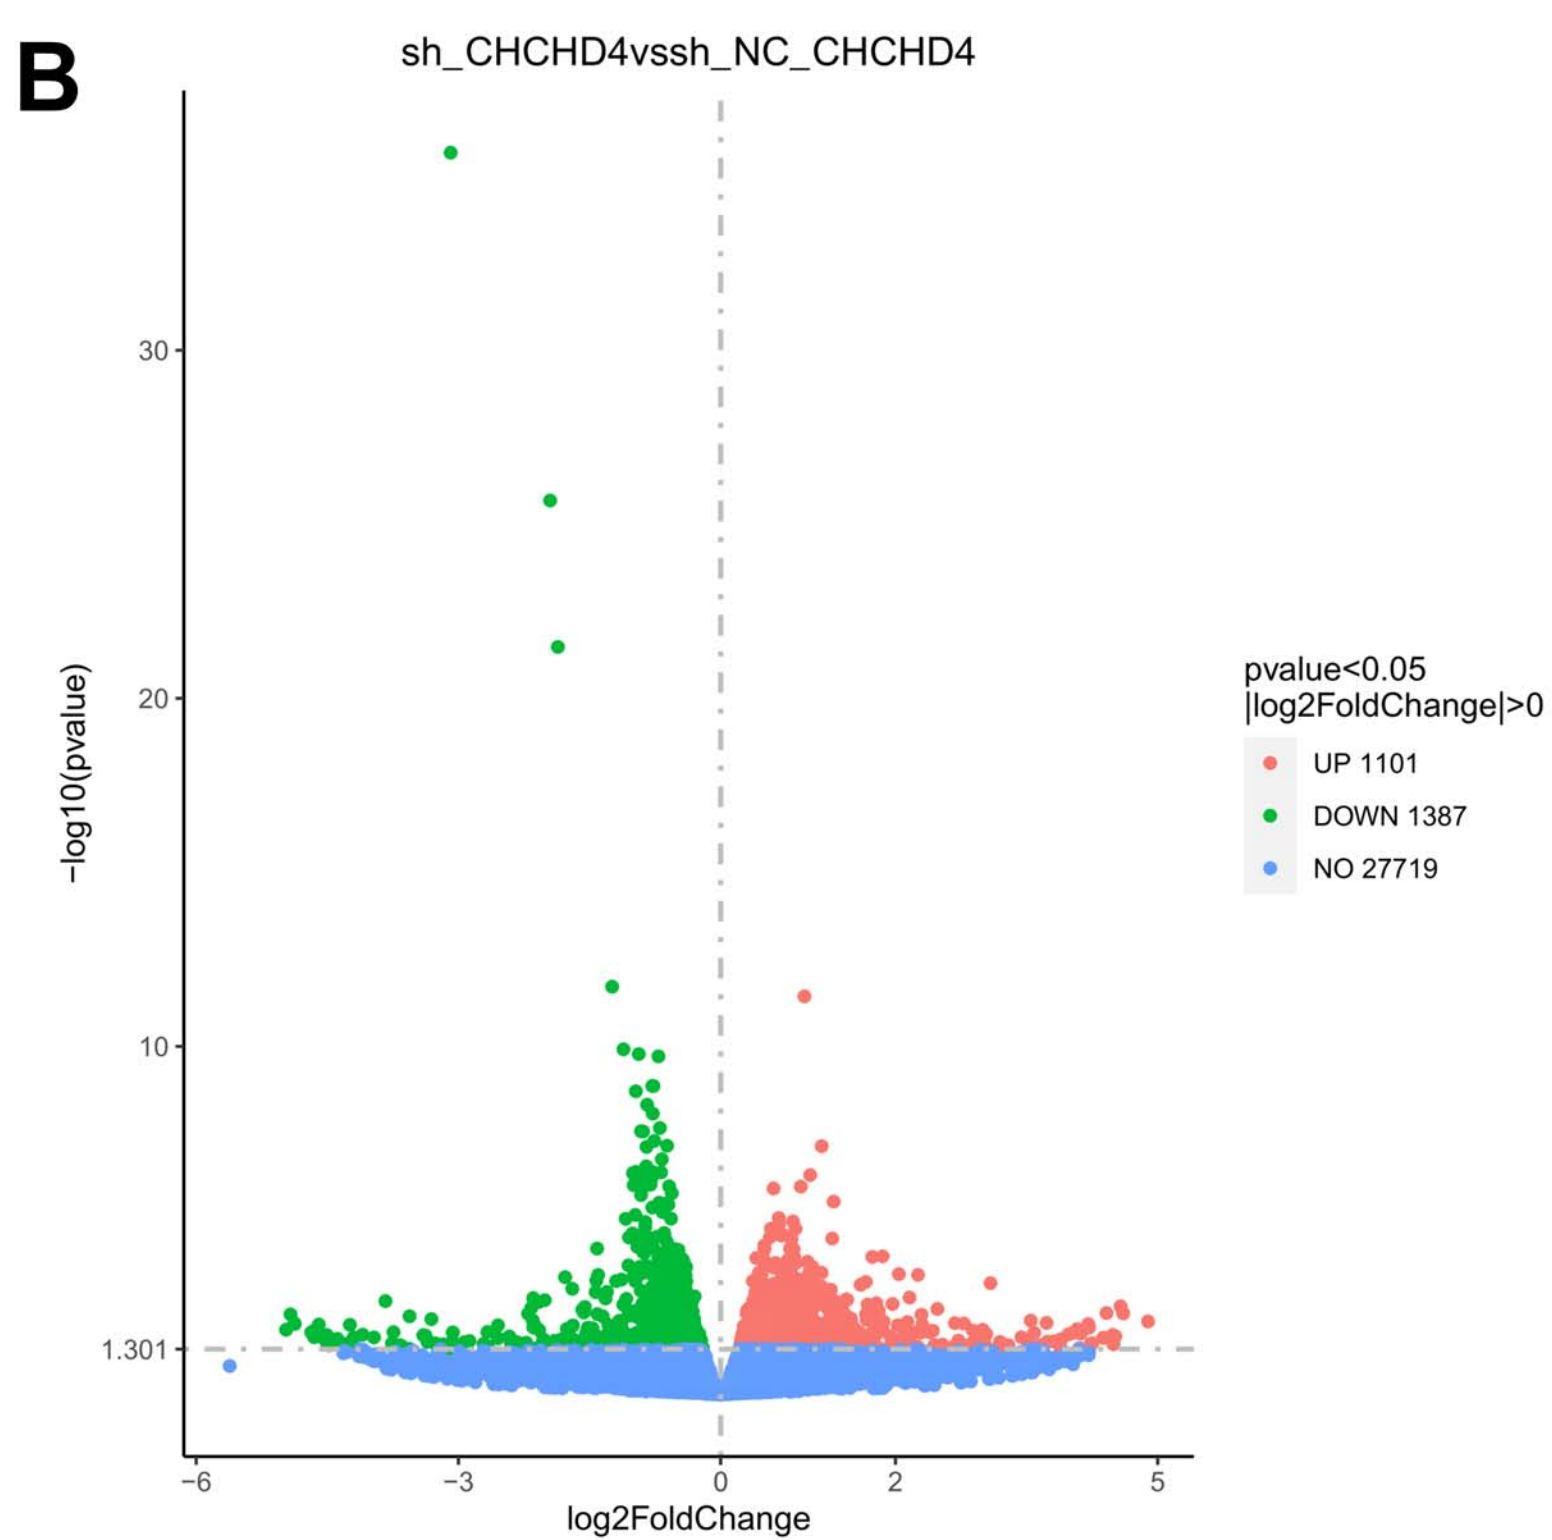 B
sh_CHCHD4vssh_NC_CHCHD4
30
20
10
1.301
−log10(pvalue)
−6
−3
0
2
5
log2FoldChange
pvalue<0.05
|log2FoldChange|>0
UP 1101
DOWN 1387
NO 27719